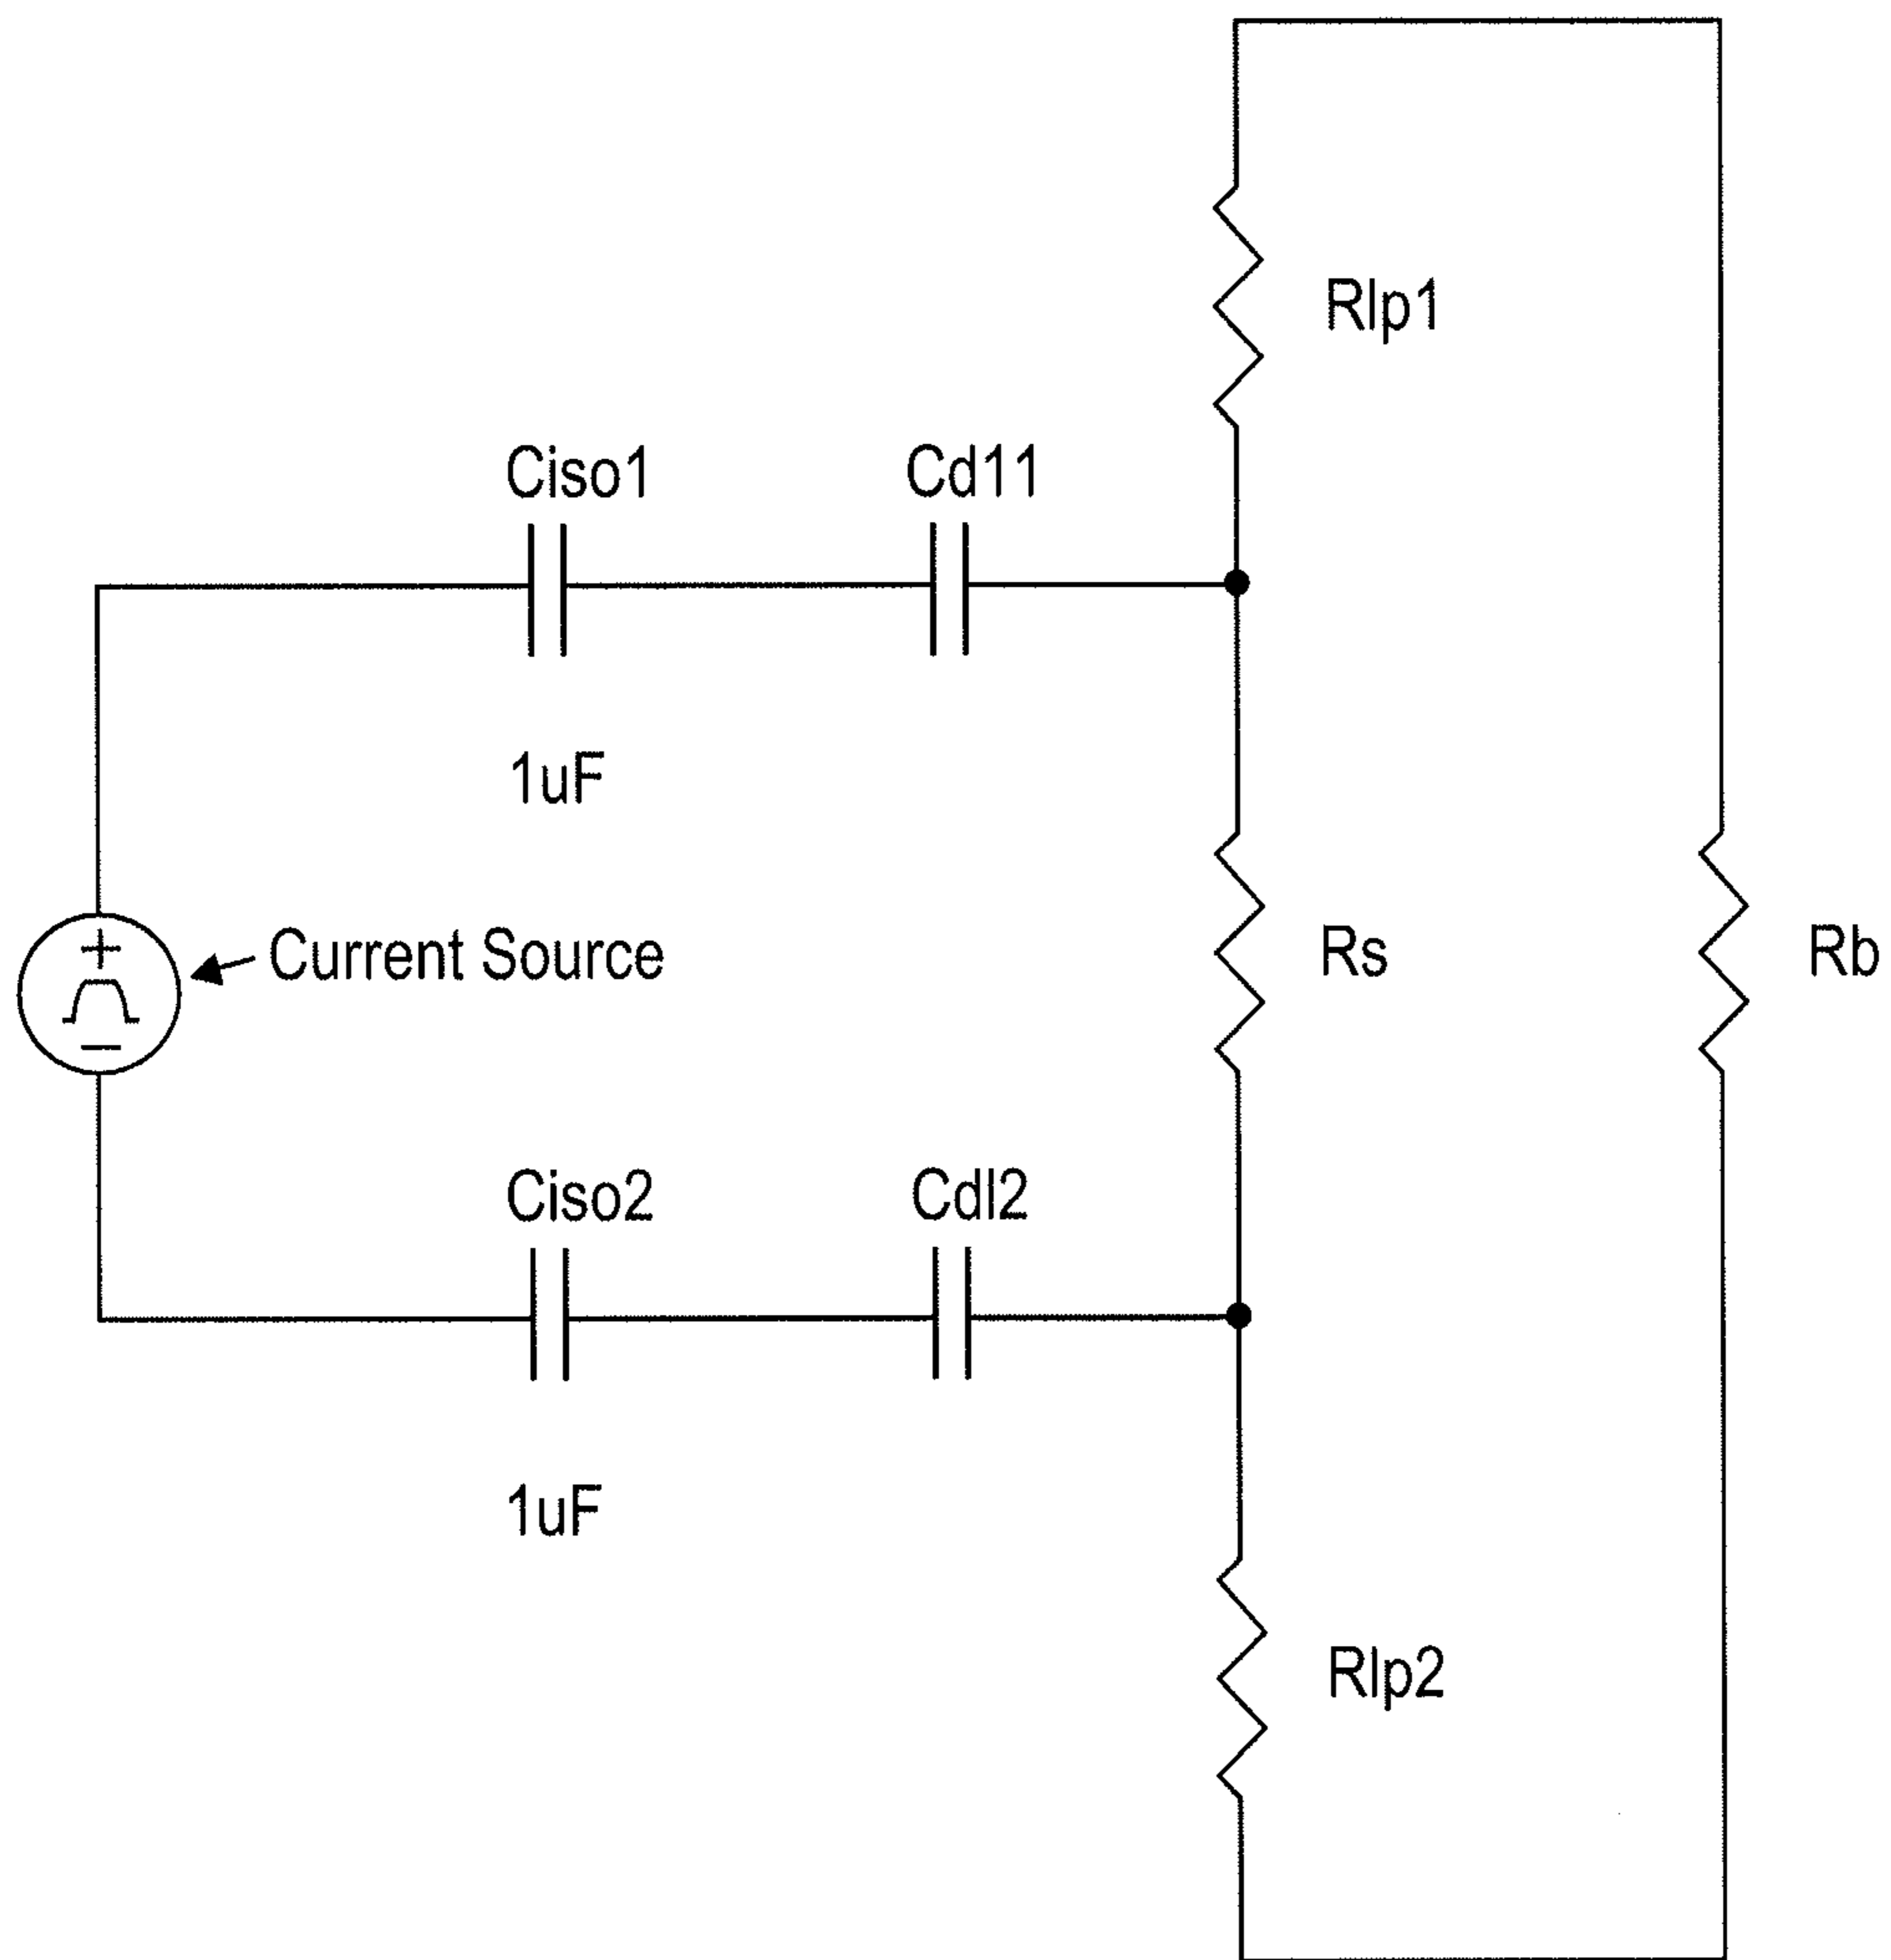 Rlp1
Ciso1
Cd11
1uF
Current Source
Rs
Rb
Ciso2
Cdl2
1uF
Rlp2